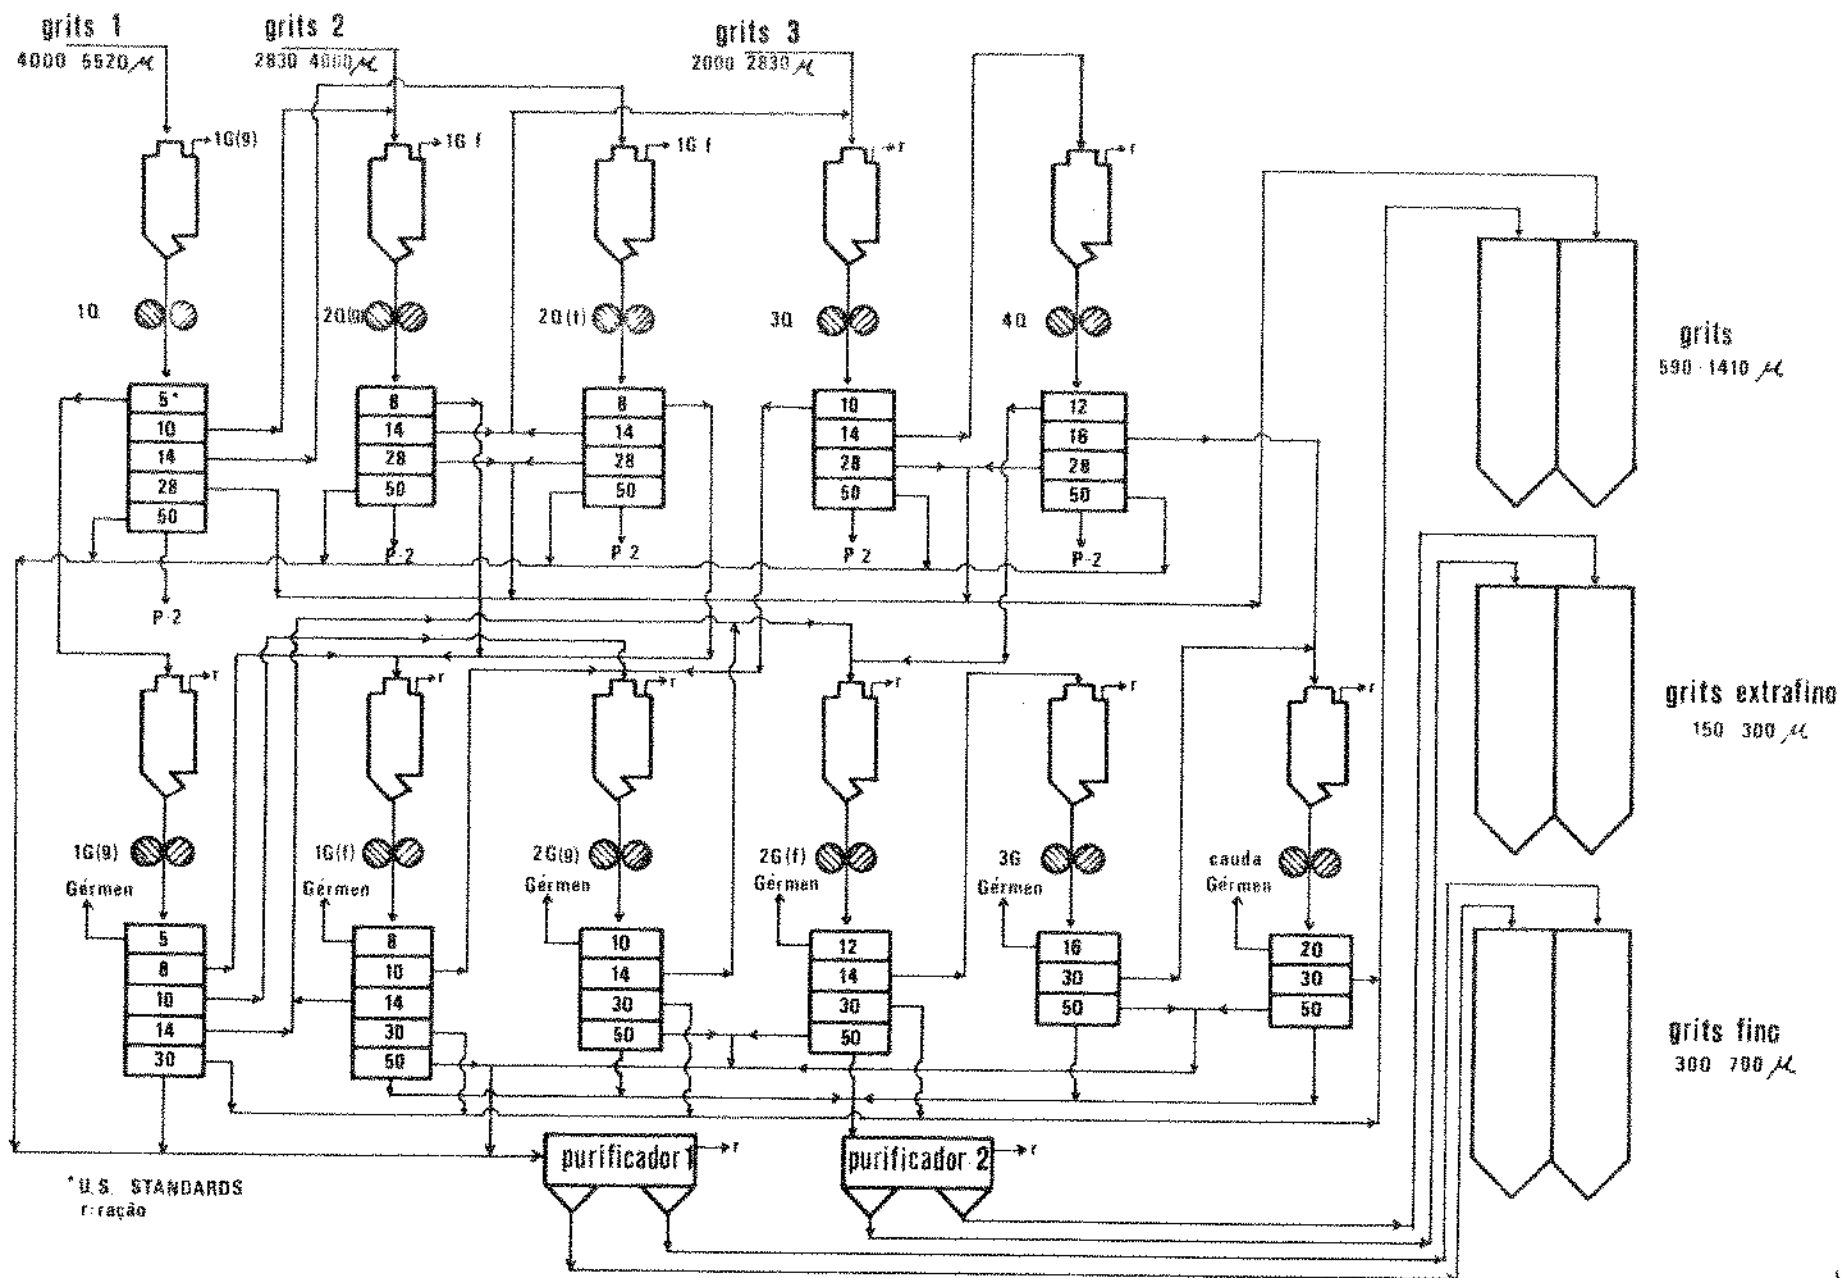 grits 1
4000 5520 µ
grits 2
2830 4000 µ
grits 3
2000 2830 µ
1G(g)
1G f
1G f
r
r
1Q
2Q(g)
2Q(f)
3Q
4Q
grits
590-1410 µ
5*
10
14
28
50
8
14
28
50
8
14
28
50
10
14
28
50
12
16
28
50
P-2
P-2
P-2
P-2
P-2
grits extrafino
150 300 µ
r
r
r
r
r
r
1G(g)
1G(f)
2G(g)
2G(f)
3G
cauda
Gérmen
Gérmen
Gérmen
Gérmen
Gérmen
Gérmen
5
8
10
14
30
8
10
14
30
50
10
14
30
50
12
14
30
50
16
30
50
20
30
50
grits fino
300 700 µ
purificador 1
r
purificador 2
r
*U.S. STANDARDS
r:ração